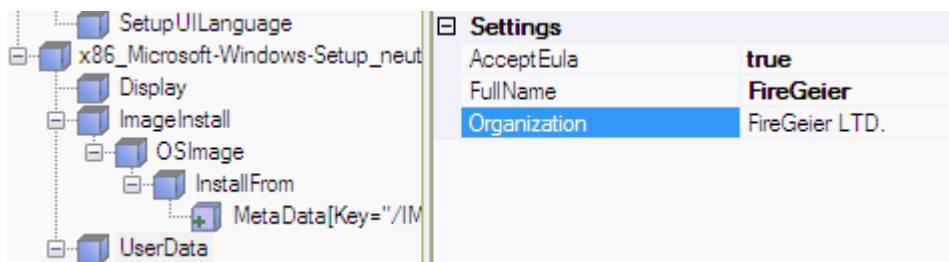 SetupUILanguage
x86_Microsoft-Windows-Setup_neut
Display
ImageInstall
OSImage
InstallFrom
MetaData[Key="/IM
UserData
Settings
AcceptEula true
FullName FireGeier
Organization FireGeier LTD.